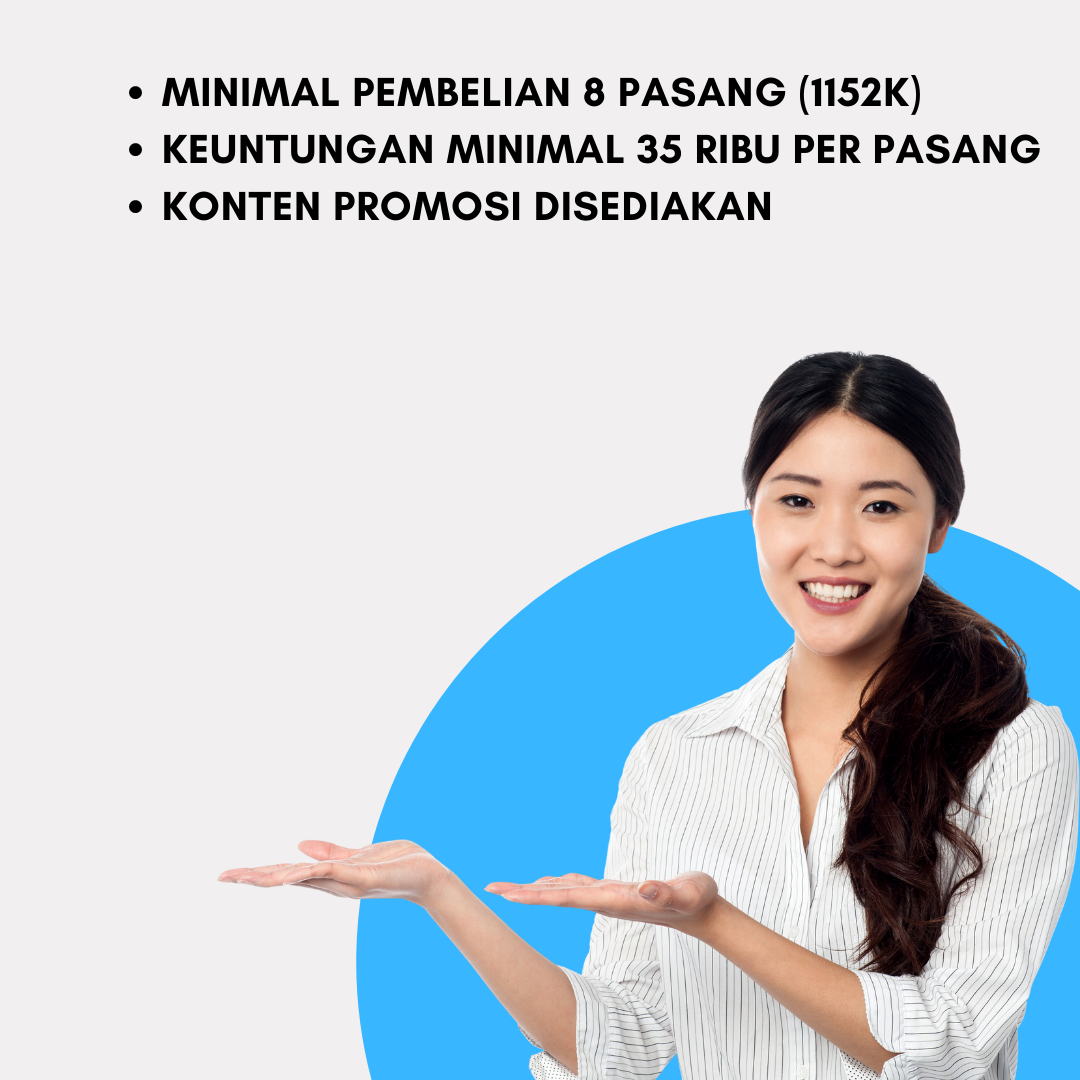 • MINIMAL PEMBELIAN 8 PASANG (1152K)
• KEUNTUNGAN MINIMAL 35 RIBU PER PASANG
• KONTEN PROMOSI DISEDIAKAN